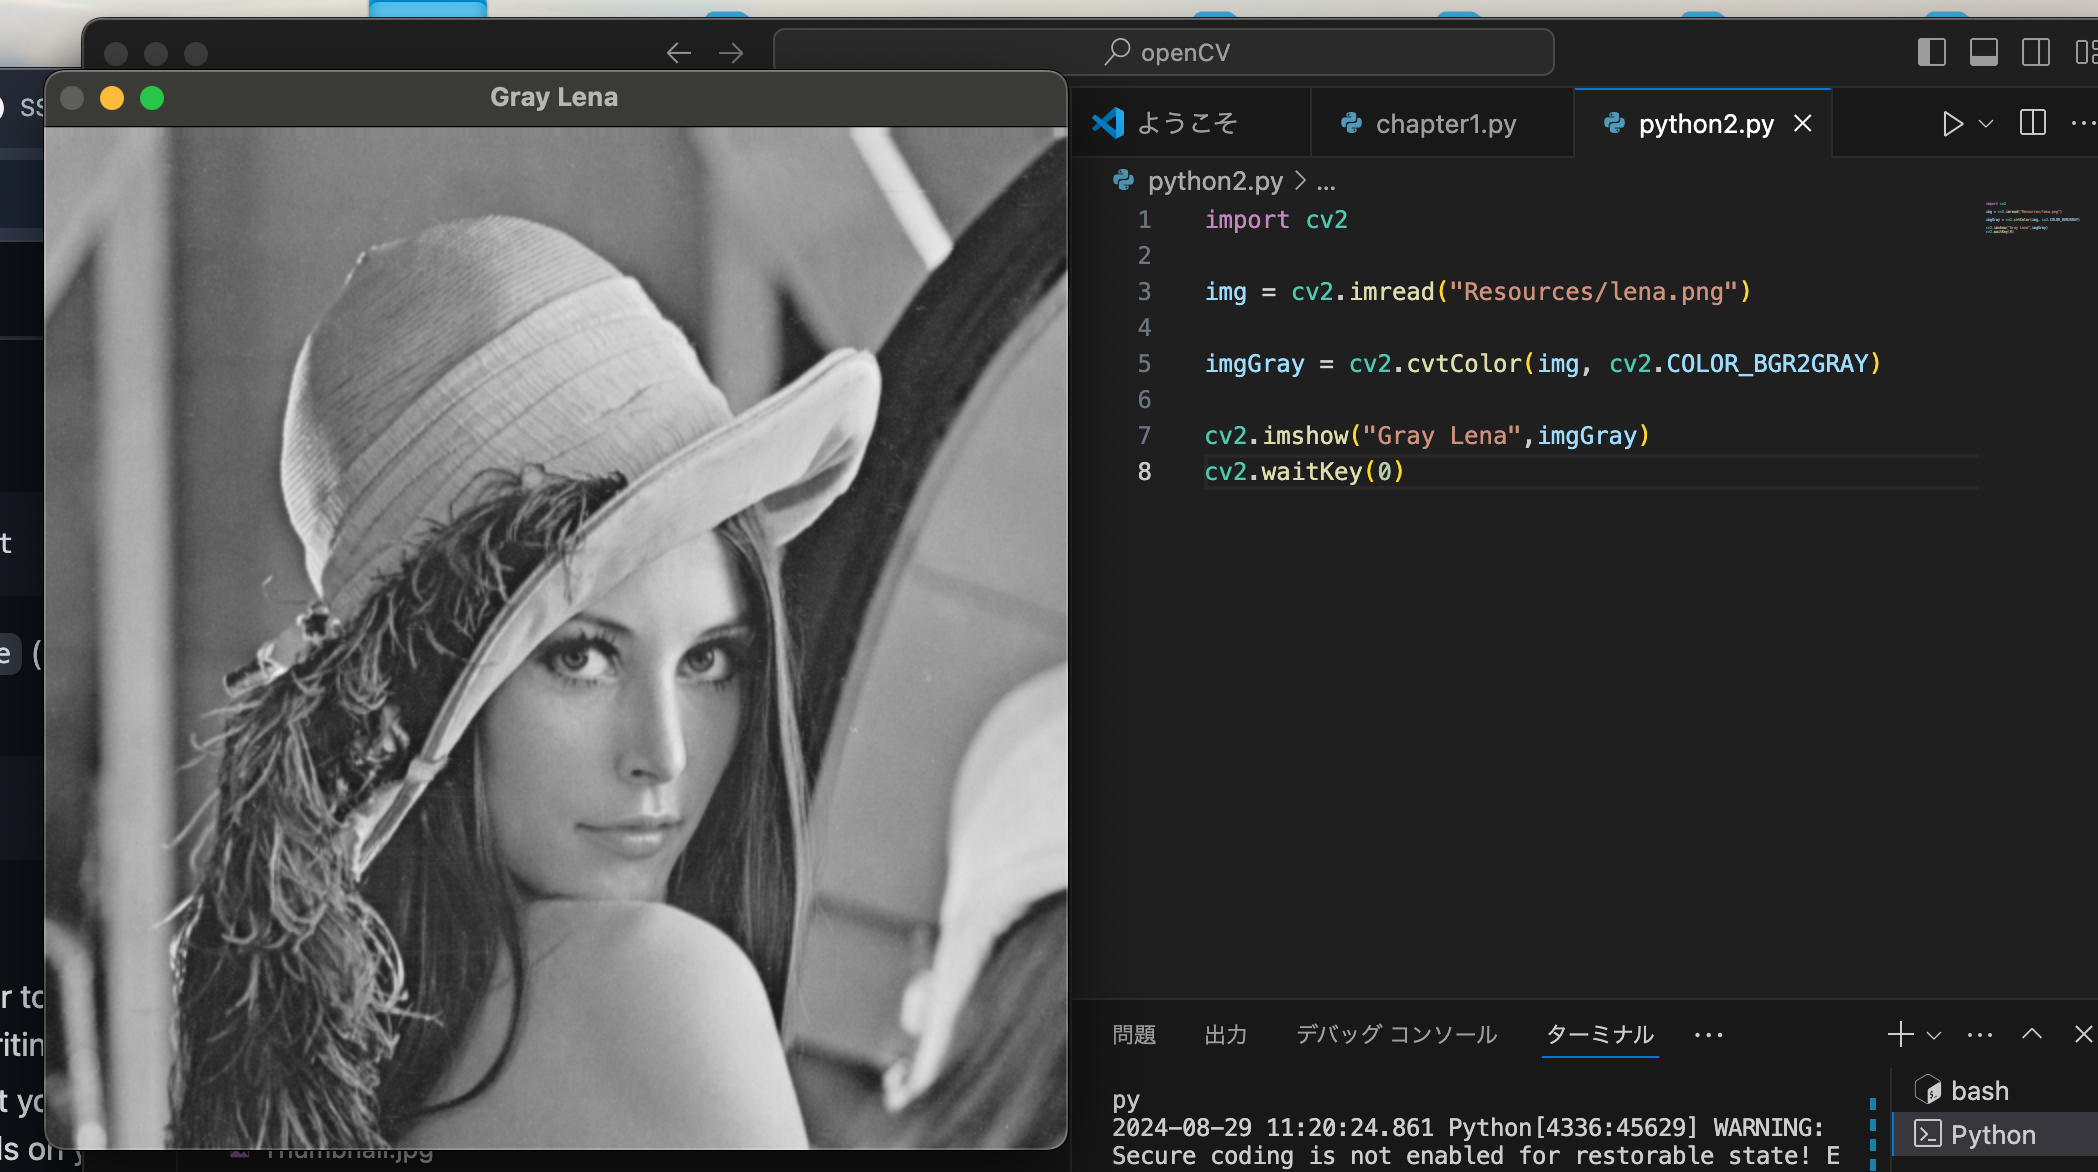 openCV
ss
Gray Lena
ようこそ
chapter1.py
python2.py
python2.py > ...
1 import cv2
2
3 img = cv2.imread("Resources/lena.png")
4
5 imgGray = cv2.cvtColor(img, cv2.COLOR_BGR2GRAY)
6
7 cv2.imshow("Gray Lena",imgGray)
8 cv2.waitKey(0)
t
e (
r to
itin
t yo
ls on y
Thumbnail.jpg
問題 出力 デバッグ コンソール ターミナル ...
py
2024-08-29 11:20:24.861 Python[4336:45629] WARNING:
Secure coding is not enabled for restorable state! E
bash
Python